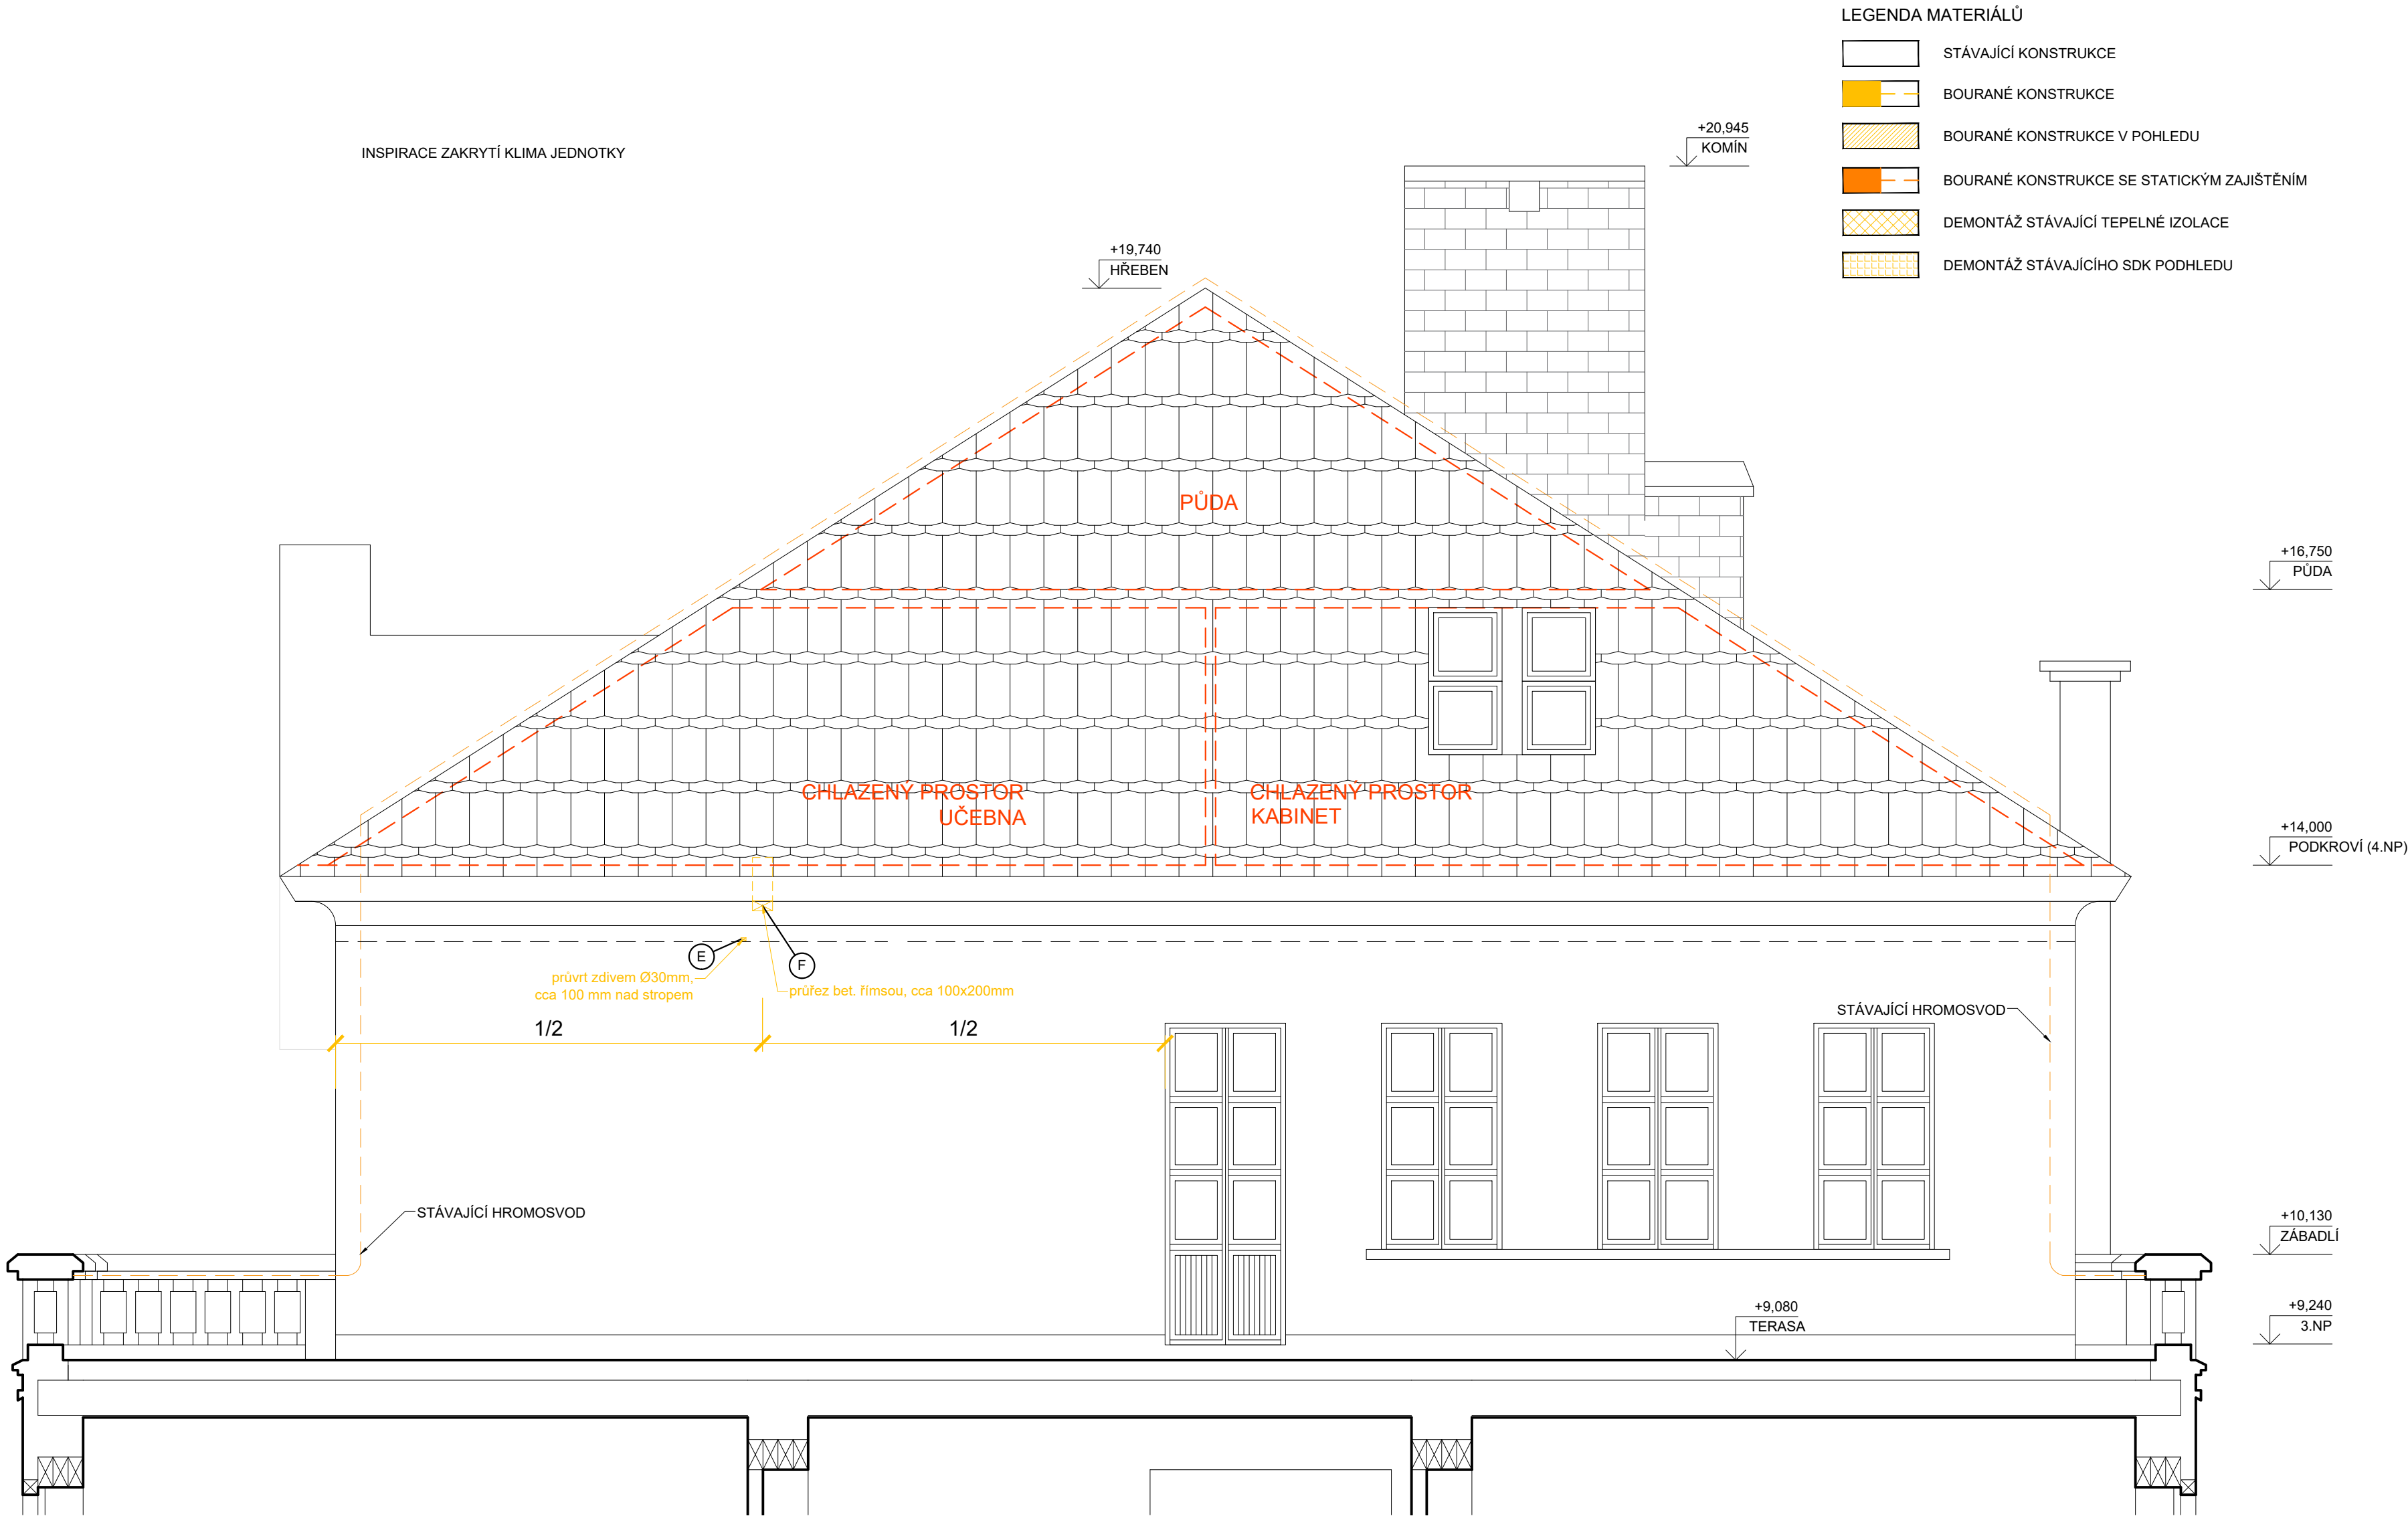 LEGENDA MATERIÁLŮ
STÁVAJÍCÍ KONSTRUKCE
BOURANÉ KONSTRUKCE
BOURANÉ KONSTRUKCE V POHLEDU
BOURANÉ KONSTRUKCE SE STATICKÝM ZAJIŠTĚNÍM
DEMONTÁŽ STÁVAJÍCÍ TEPELNÉ IZOLACE
DEMONTÁŽ STÁVAJÍCÍHO SDK PODHLEDU
INSPIRACE ZAKRYTÍ KLIMA JEDNOTKY
+20,945
KOMÍN
+19,740
HŘEBEN
PŮDA
+16,750
PŮDA
CHLAZENÝ PROSTOR
UČEBNA
CHLAZENÝ PROSTOR
KABINET
+14,000
PODKROVÍ (4.NP)
E
F
průvrt zdivem Ø30mm,
cca 100 mm nad stropem
průřez bet. římsou, cca 100x200mm
1/2
1/2
STÁVAJÍCÍ HROMOSVOD
STÁVAJÍCÍ HROMOSVOD
+10,130
ZÁBADLÍ
+9,080
TERASA
+9,240
3.NP